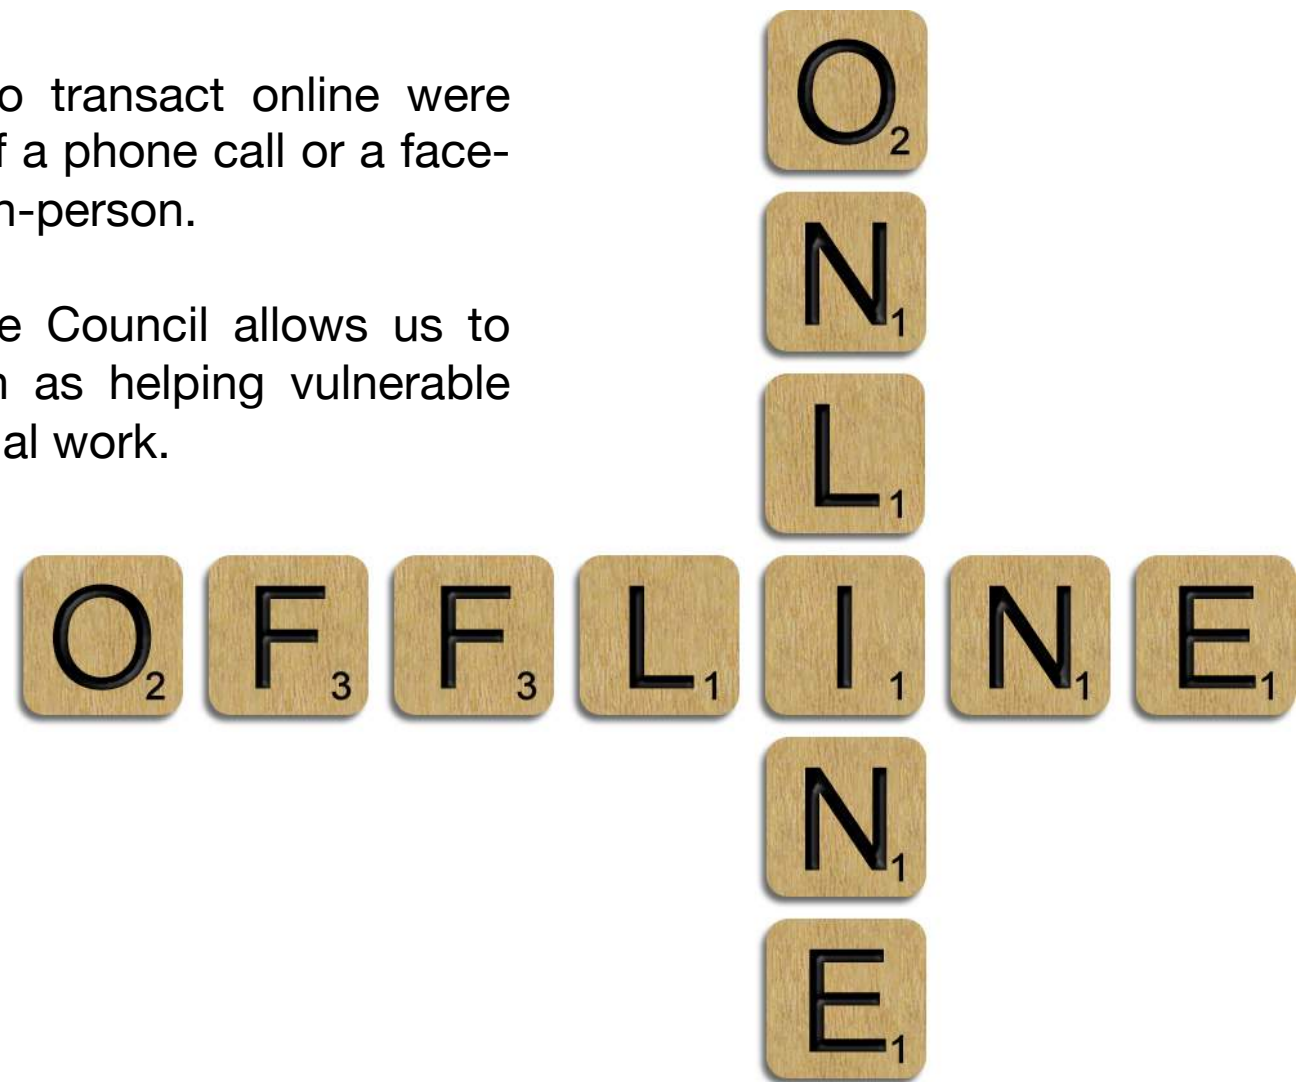 o transact online were
f a phone call or a face-
n-person.
e Council allows us to
n as helping vulnerable
al work.
O2
N1
L1
O2 F3 F3 L1 I1 N1 E1
N1
E1